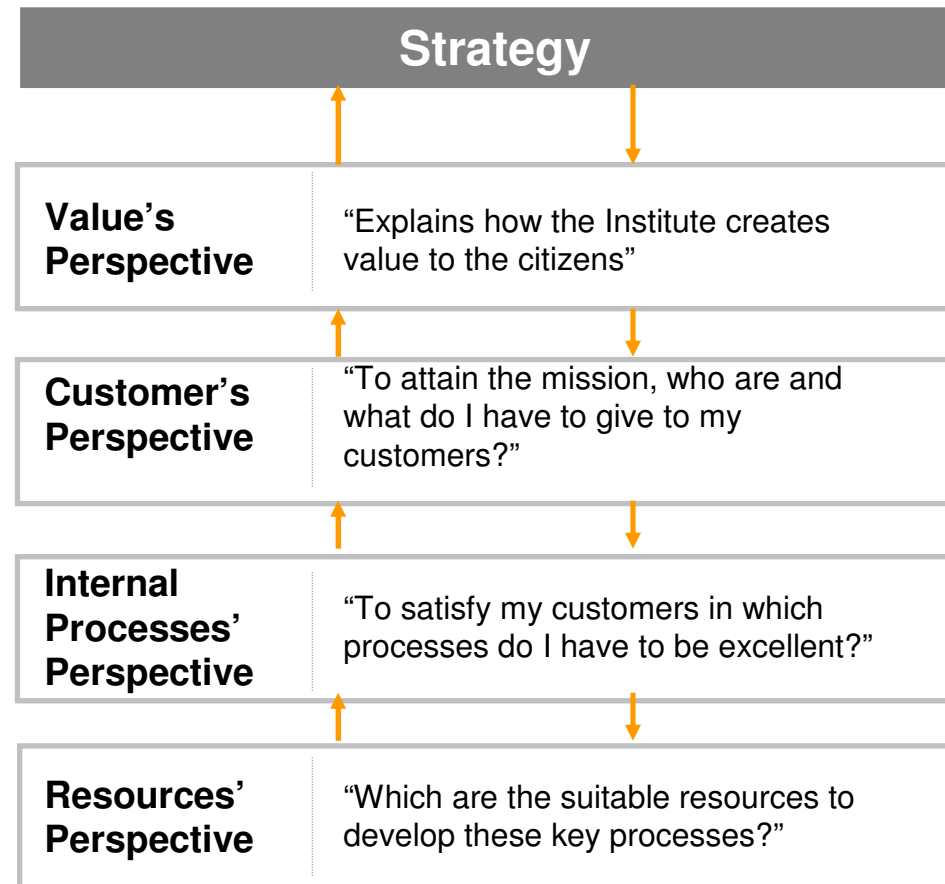 Strategy
Value’s
Perspective
“Explains how the Institute creates
value to the citizens”
Customer’s
Perspective
“To attain the mission, who are and
what do I have to give to my
customers?”
Internal
Processes’
Perspective
“To satisfy my customers in which
processes do I have to be excellent?”
Resources’
Perspective
“Which are the suitable resources to
develop these key processes?”